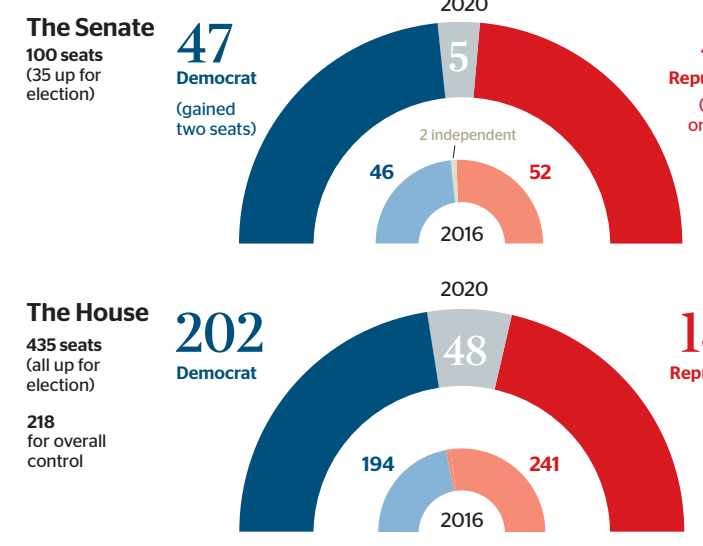 The Senate
100 seats
(35 up for
election)
47
Democrat
(gained
two seats)
2020
5
2 independent
46
52
2016
The House
435 seats
(all up for
election)
218
for overall
control
202
Democrat
2020
48
194
241
2016